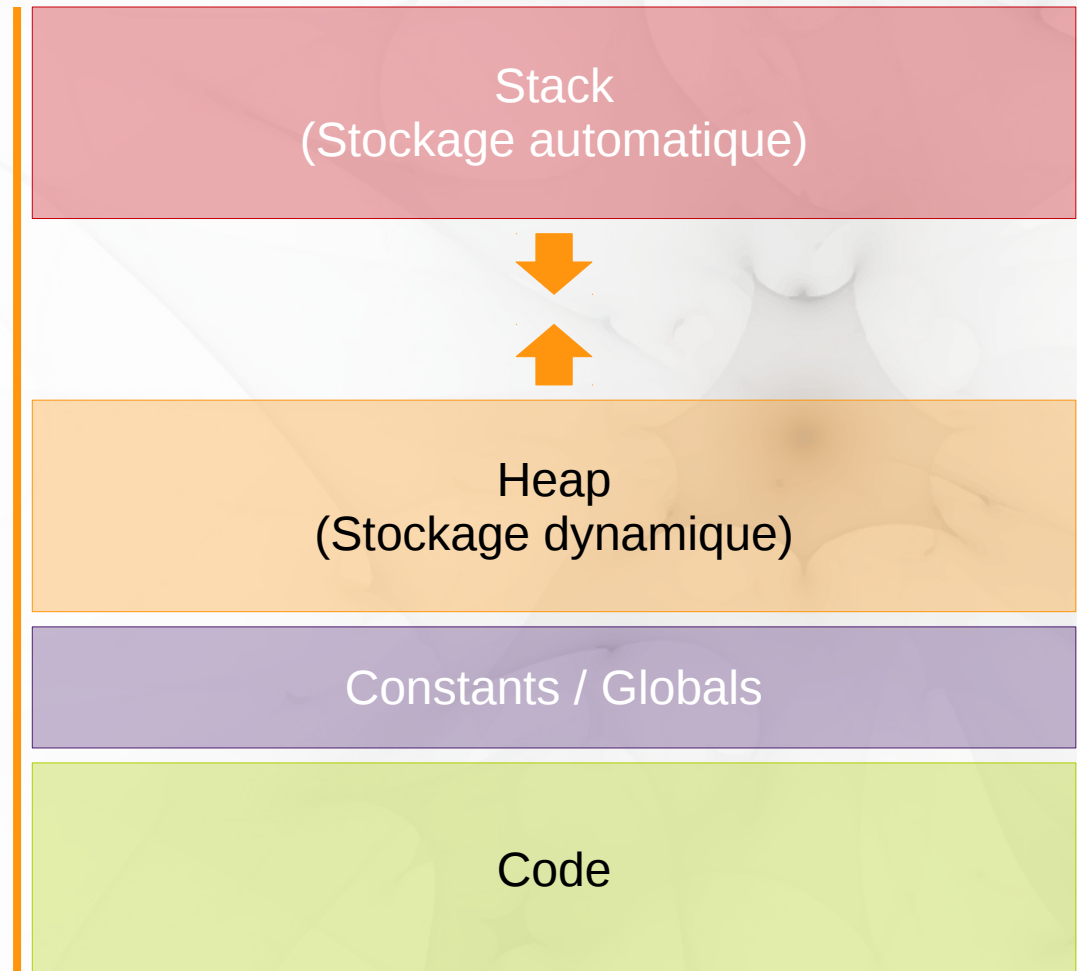 Stack
(Stockage automatique)
Heap
(Stockage dynamique)
Constants / Globals
Code